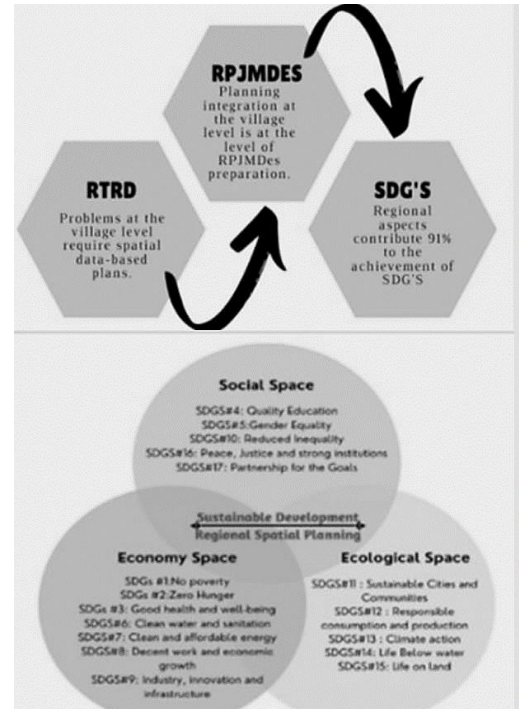 RPJMDES
Planning
integration at
the village
level is at the
level of
RPJMDes
preparation.
RTRD
Problems at the
village level
require spatial
data-based
plans.
SDG'S
Regional
aspects
contribute 91%
to the
achievement of
SDG'S
Social Space
SDGS#4: Quality Education
SDGS#5:Gender Equality
SDGS#10: Reduced Inequality
SDGS#16: Peace, Justice and strong institutions
SDGS#17: Partnership for the Goals
Sustainable Development
Regional Spatial Planning
Economy Space
SDGs #1:No poverty
SDGs #2:Zero Hunger
SDGs #3: Good health and well-being
SDGS#6: Clean water and sanitation
SDGS#7: Clean and affordable energy
SDGS#8: Decent work and economic
growth
SDGS#9: Industry, innovation and
infrastructure
Ecological Space
SDGS#11 : Sustainable Cities and
Communities
SDGS#12 : Responsible
consumption and production
SDGS#13 : Climate action
SDGS#14: Life Below water
SDGS#15: Life on land